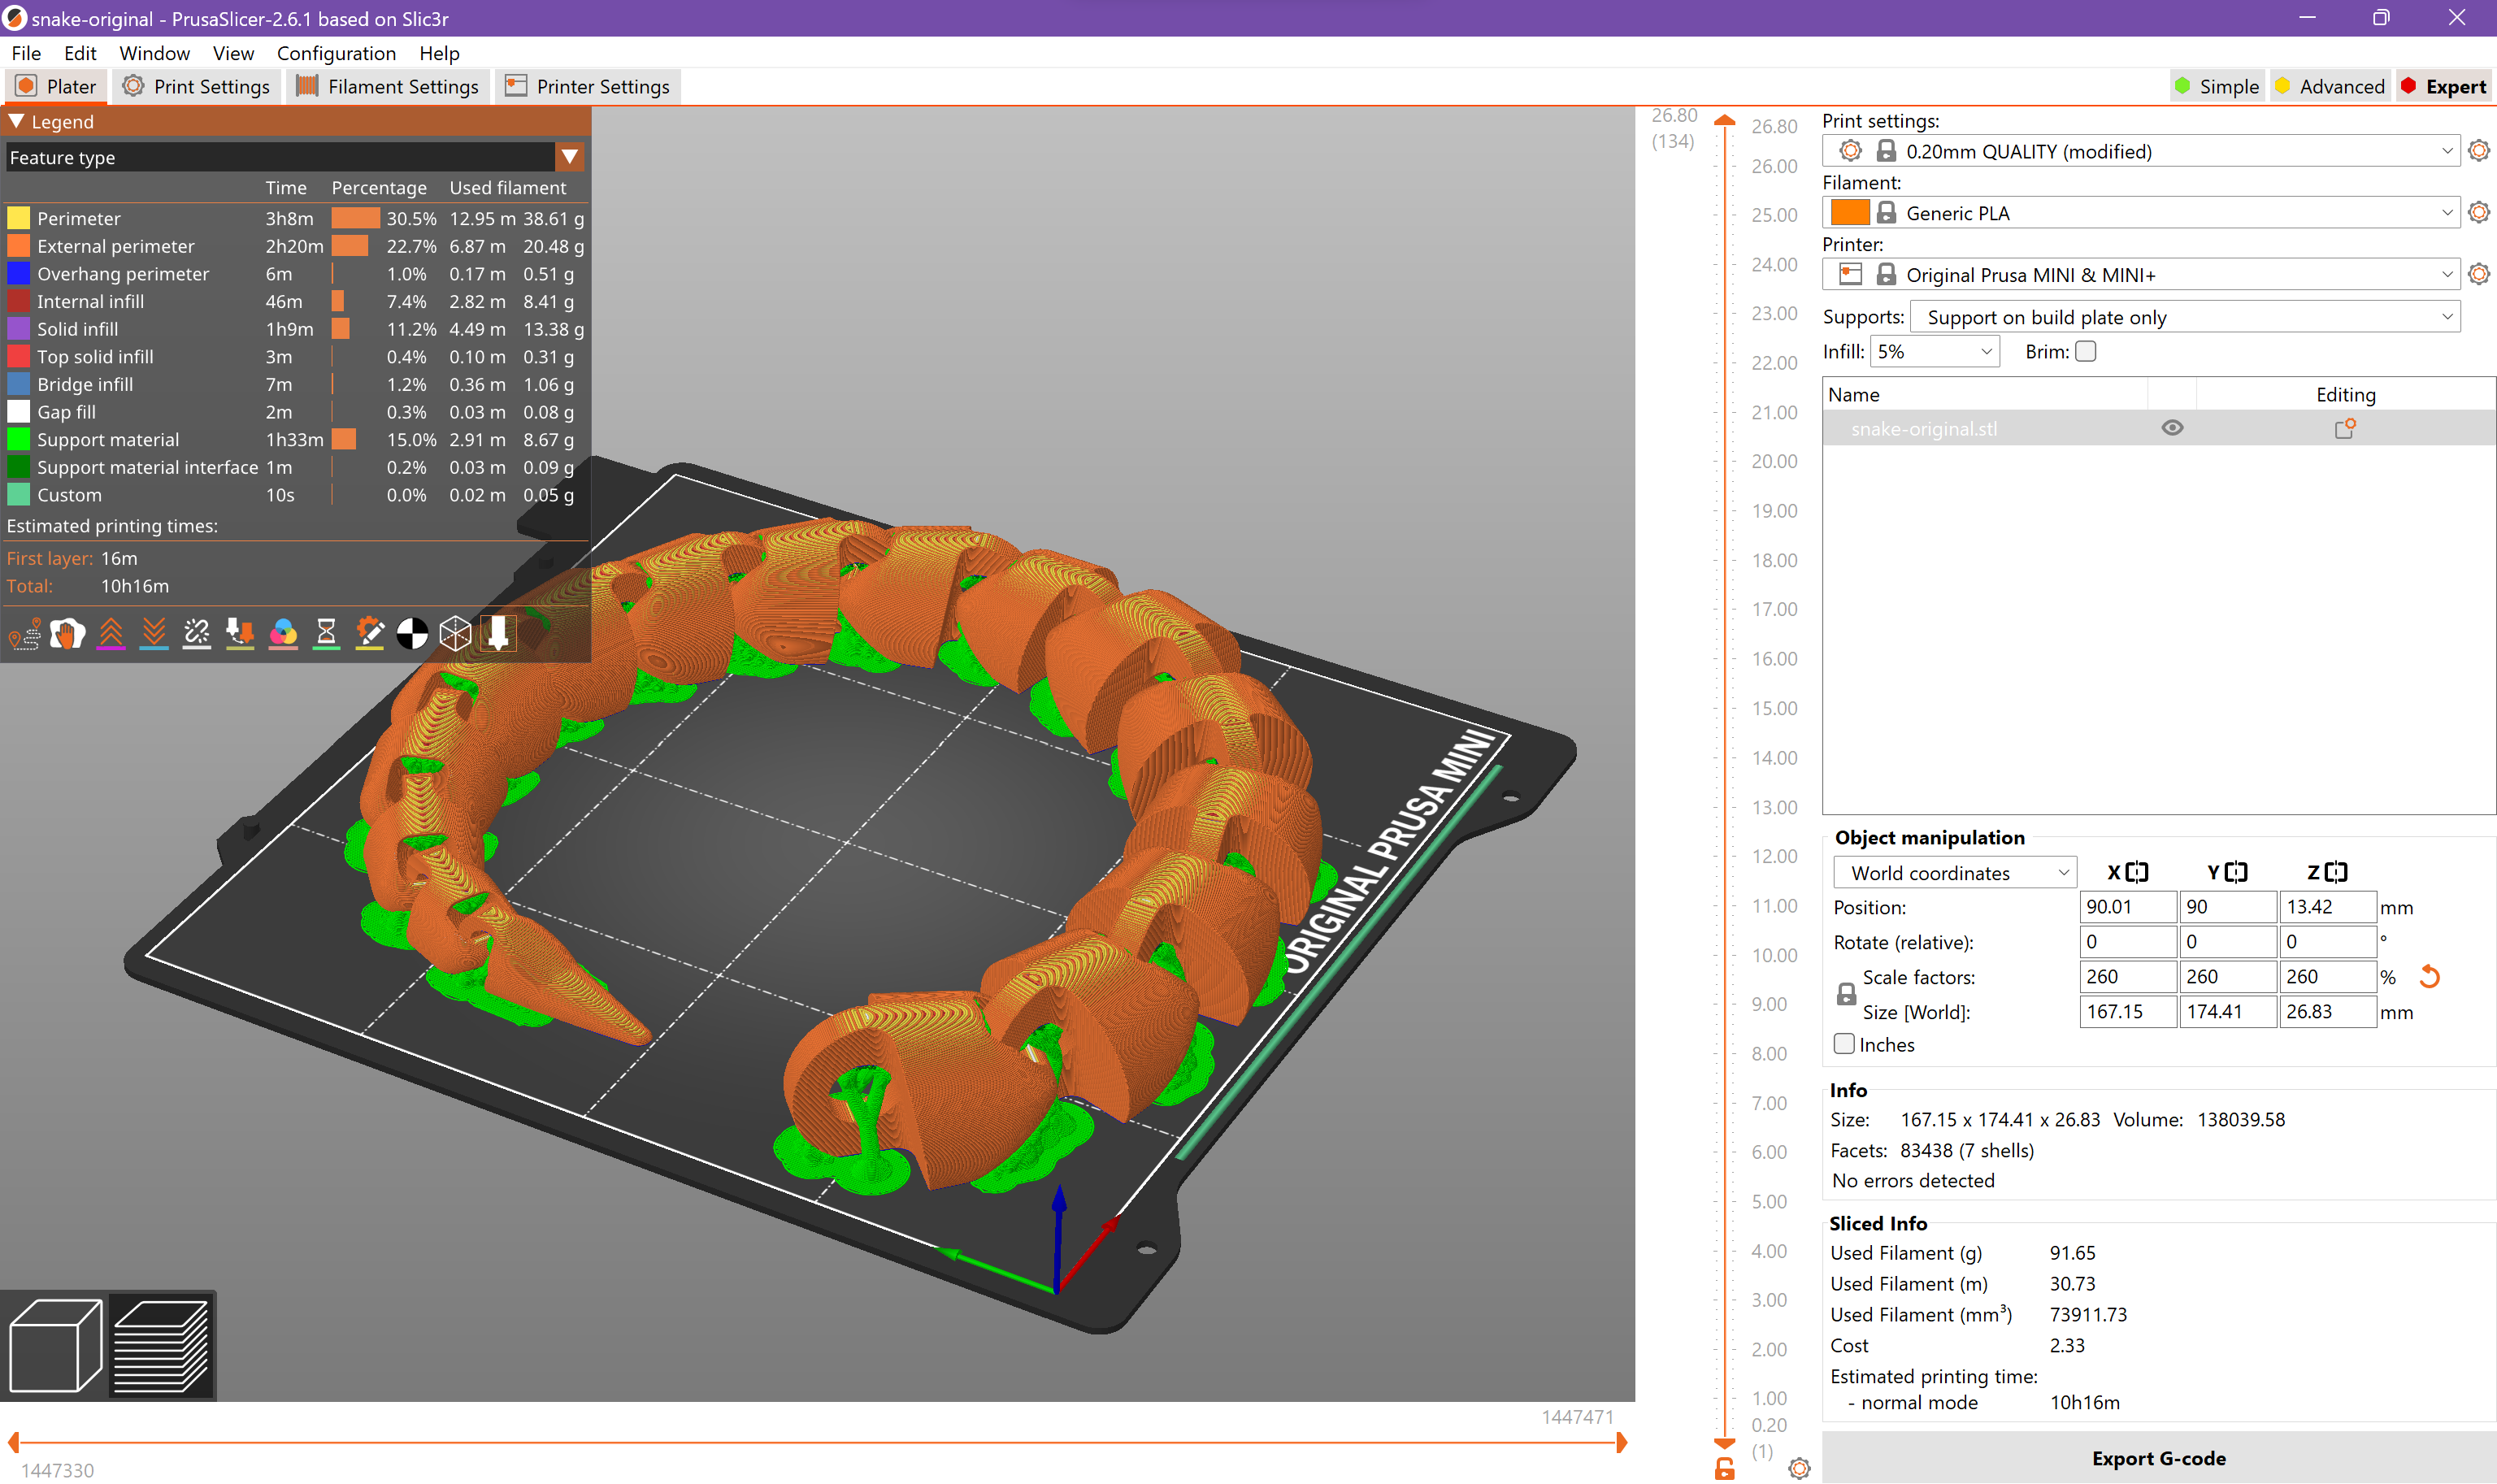 snake-original - PrusaSlicer-2.6.1 based on Slic3r
File Edit Window View Configuration Help
Plater Print Settings Filament Settings Printer Settings Simple Advanced Expert
Legend
Feature type
Time Percentage Used filament
Perimeter 3h8m 30.5% 12.95 m 38.61 g
External perimeter 2h20m 22.7% 6.87 m 20.48 g
Overhang perimeter 6m 1.0% 0.17 m 0.51 g
Internal infill 46m 7.4% 2.82 m 8.41 g
Solid infill 1h9m 11.2% 4.49 m 13.38 g
Top solid infill 3m 0.4% 0.10 m 0.31 g
Bridge infill 7m 1.2% 0.36 m 1.06 g
Gap fill 2m 0.3% 0.03 m 0.08 g
Support material 1h33m 15.0% 2.91 m 8.67 g
Support material interface 1m 0.2% 0.03 m 0.09 g
Custom 10s 0.0% 0.02 m 0.05 g
Estimated printing times:
First layer: 16m
Total: 10h16m
ORIGINAL PRUSA MINI
1447471
1447330
26.80
(134)
26.80
26.00
25.00
24.00
23.00
22.00
21.00
20.00
19.00
18.00
17.00
16.00
15.00
14.00
13.00
12.00
11.00
10.00
9.00
8.00
7.00
6.00
5.00
4.00
3.00
2.00
1.00
0.20
(1)
Print settings:
0.20mm QUALITY (modified)
Filament:
Generic PLA
Printer:
Original Prusa MINI & MINI+
Supports: Support on build plate only
Infill: 5% Brim:
Name Editing
snake-original.stl
Object manipulation
World coordinates X Y Z
Position: 90.01 90 13.42 mm
Rotate (relative): 0 0 0 °
Scale factors: 260 260 260 %
Size [World]: 167.15 174.41 26.83 mm
Inches
Info
Size: 167.15 x 174.41 x 26.83 Volume: 138039.58
Facets: 83438 (7 shells)
No errors detected
Sliced Info
Used Filament (g) 91.65
Used Filament (m) 30.73
Used Filament (mm³) 73911.73
Cost 2.33
Estimated printing time:
- normal mode 10h16m
Export G-code